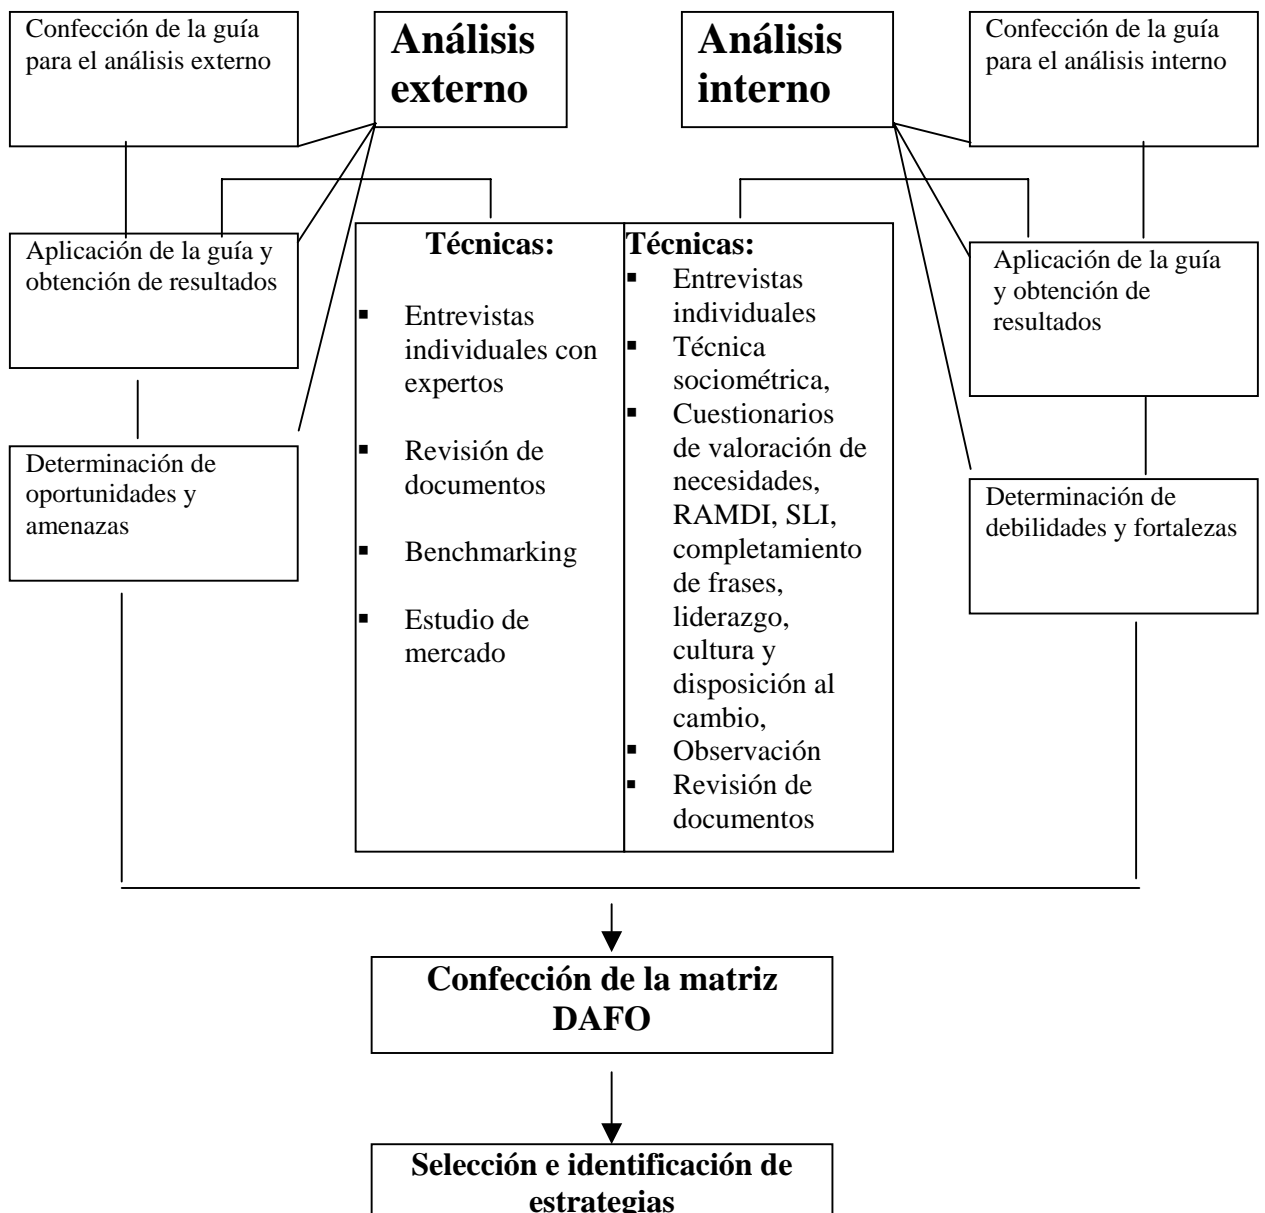 Confección de la guía
para el análisis externo
Análisis
externo
Análisis
interno
Confección de la guía
para el análisis interno
Aplicación de la guía y
obtención de resultados
Determinación de
oportunidades y
amenazas
Técnicas:
▪ Entrevistas
individuales con
expertos
▪ Revisión de
documentos
▪ Benchmarking
▪ Estudio de
mercado
Técnicas:
▪ Entrevistas
individuales
▪ Técnica
sociométrica,
▪ Cuestionarios
de valoración de
necesidades,
RAMDI, SLI,
completamiento
de frases,
liderazgo,
cultura y
disposición al
cambio,
▪ Observación
▪ Revisión de
documentos
Aplicación de la guía
y obtención de
resultados
Determinación de
debilidades y fortalezas
Confección de la matriz
DAFO
Selección e identificación de
estrategias